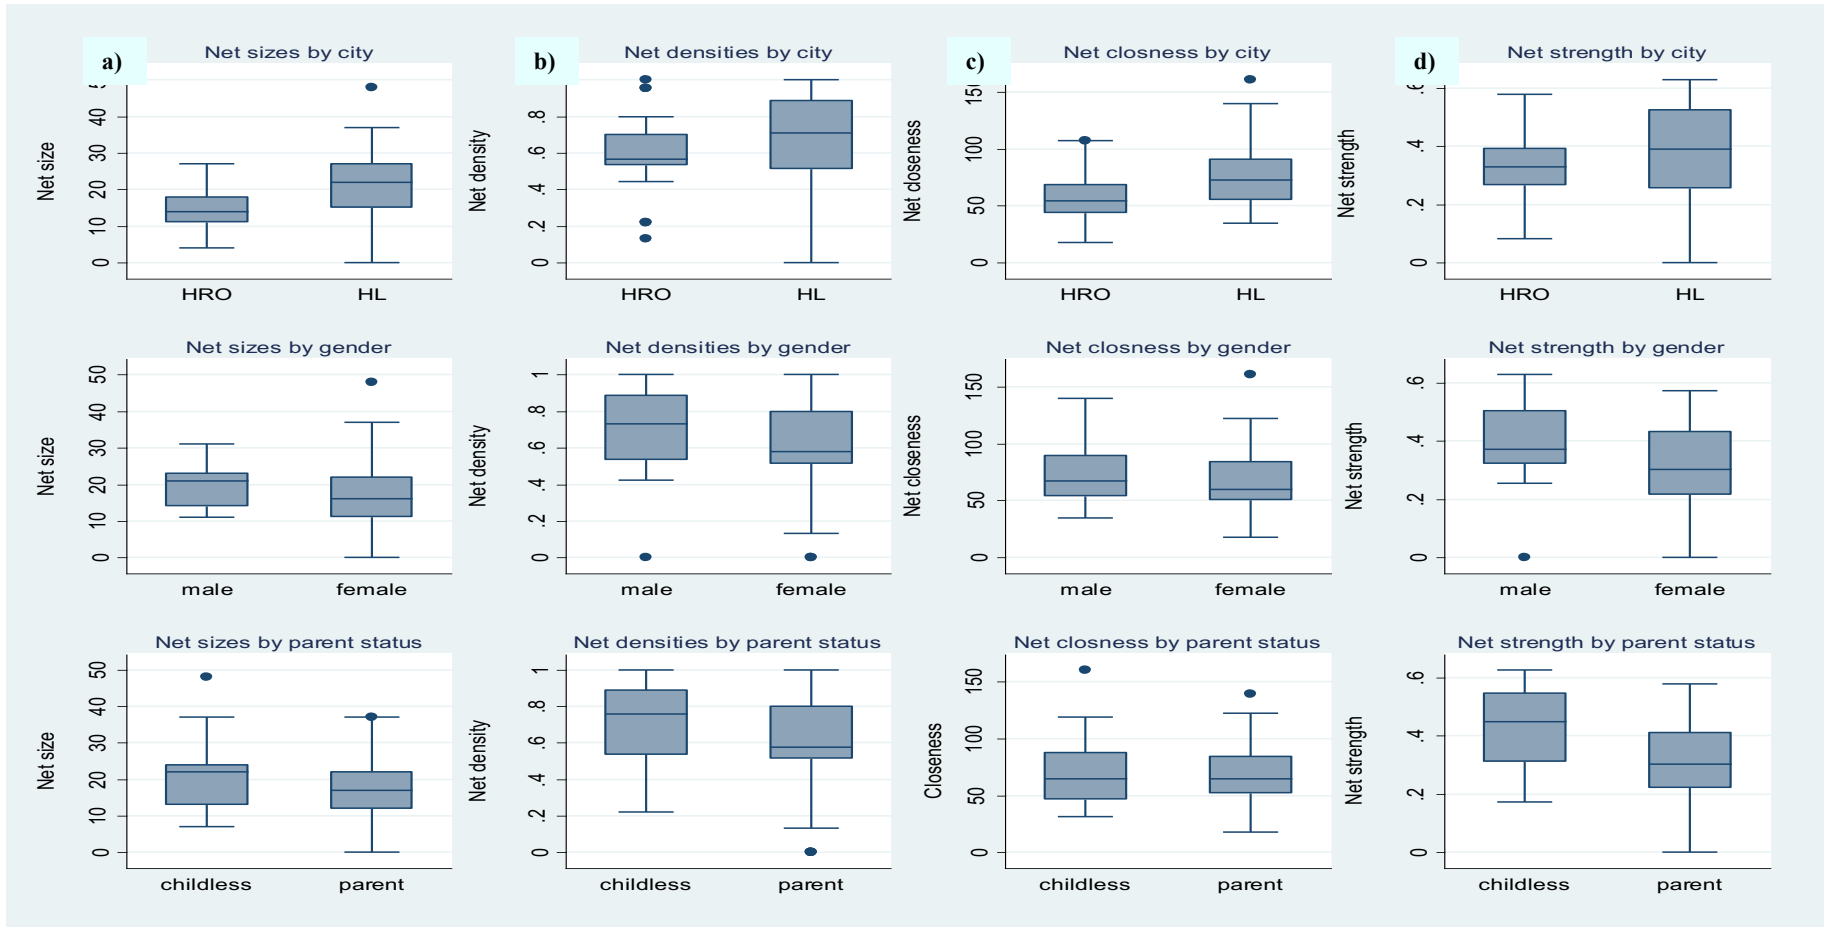 a)
Net sizes by city
Net size
0 10 20 30 40
HRO HL
b)
Net densities by city
Net density
0 .2 .4 .6 .8
HRO HL
c)
Net closness by city
Net closeness
0 50 100 150
HRO HL
d)
Net strength by city
Net strength
0 .2 .4 .6
HRO HL
Net sizes by gender
Net size
0 10 20 30 40 50
male female
Net densities by gender
Net density
0 .2 .4 .6 .8 1
male female
Net closness by gender
Net closeness
0 50 100 150
male female
Net strength by gender
Net strength
0 .2 .4 .6
male female
Net sizes by parent status
Net size
0 10 20 30 40 50
childless parent
Net densities by parent status
Net density
0 .2 .4 .6 .8 1
childless parent
Net closness by parent status
Closeness
0 50 100 150
childless parent
Net strength by parent status
Net strength
0 .2 .4 .6
childless parent